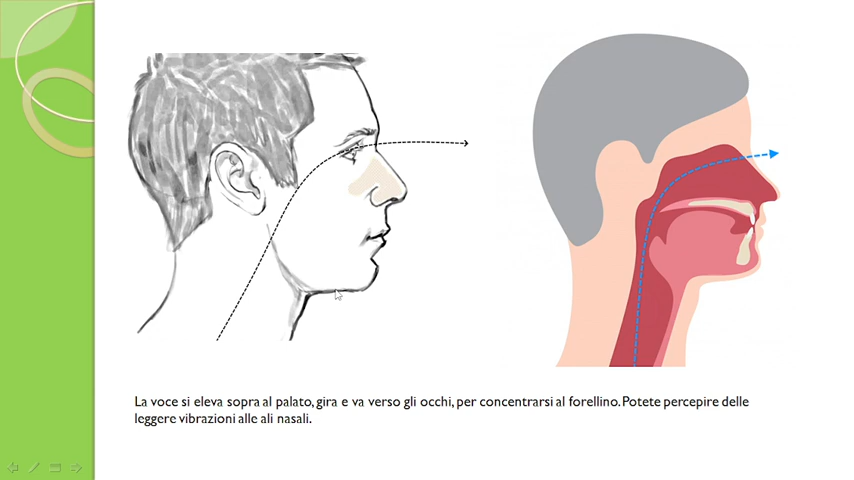 La voce si eleva sopra al palato, gira e va verso gli occhi, per concentrarsi al forellino. Potete percepire delle
leggere vibrazioni alle ali nasali.